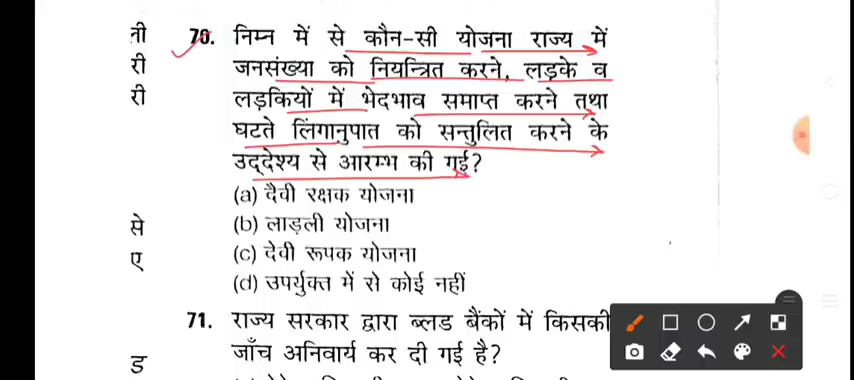 ती
री
री
70. निम्न में से कौन-सी योजना राज्य में
जनसंख्या को नियन्त्रित करने, लड़के व
लड़कियों में भेदभाव समाप्त करने तथा
घटते लिंगानुपात को सन्तुलित करने के
उद्देश्य से आरम्भ की गई?
(a) दैवी रक्षक योजना
(b) लाड़ली योजना
(c) देवी रूपक योजना
(d) उपर्युक्त में से कोई नहीं
से
ए
71. राज्य सरकार द्वारा ब्लड बैंकों में किसकी
जाँच अनिवार्य कर दी गई है?
ड